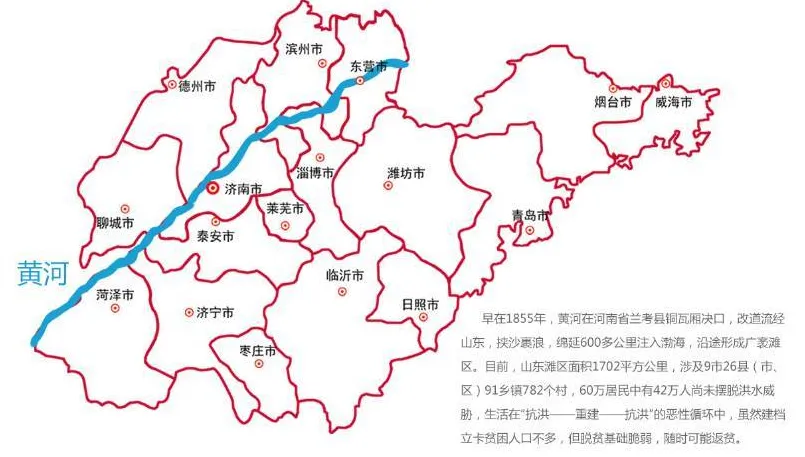 滨州市
东营市
德州市
烟台市
威海市
淄博市
潍坊市
济南市
莱芜市
聊城市
青岛市
泰安市
黄河
临沂市
菏泽市
日照市
济宁市
枣庄市
早在1855年，黄河在河南省兰考县铜瓦厢决口，改道流经
山东，挟沙裹浪，绵延600多公里注入渤海，沿途形成广袤滩
区。目前，山东滩区面积1702平方公里，涉及9市26县（市、
区）91乡镇782个村，60万居民中有42万人尚未摆脱洪水威
胁，生活在“抗洪——重建——抗洪”的恶性循环中，虽然建档
立卡贫困人口不多，但脱贫基础脆弱，随时可能返贫。